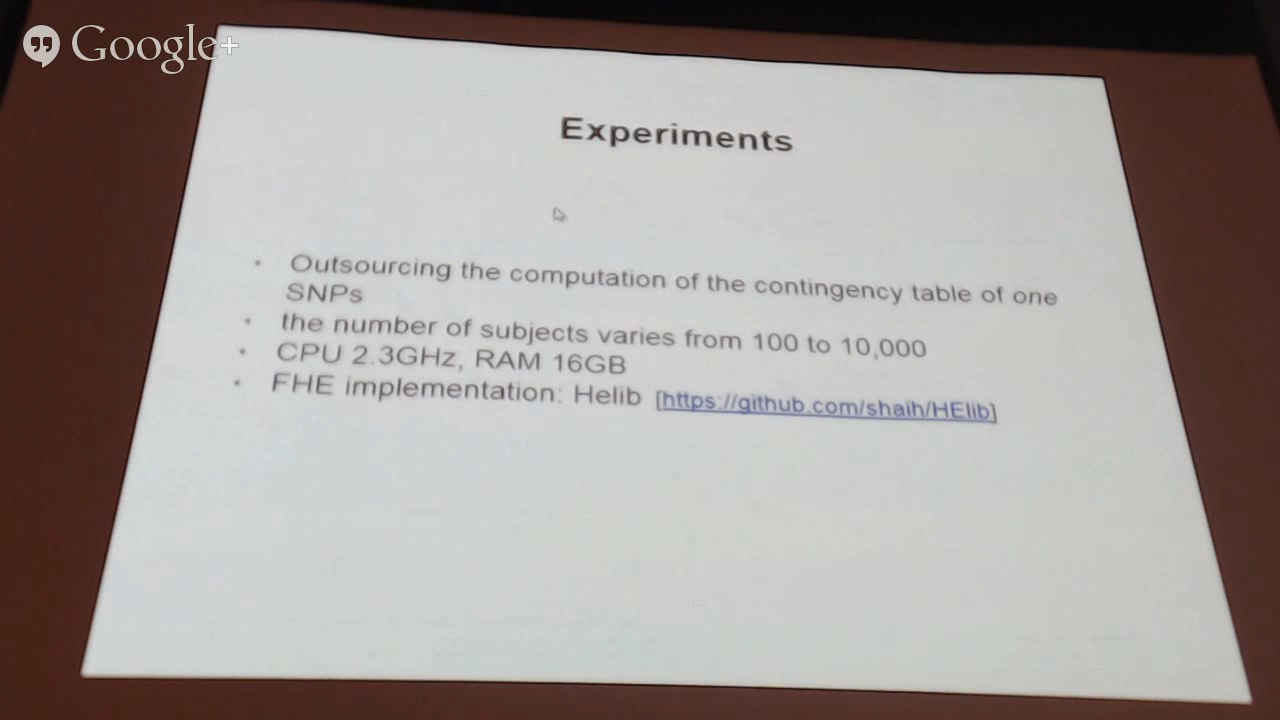 Google+
Experiments
• Outsourcing the computation of the contingency table of one
SNPs
• the number of subjects varies from 100 to 10,000
• CPU 2.3GHz, RAM 16GB
• FHE implementation: Helib [https://github.com/shaih/HElib]